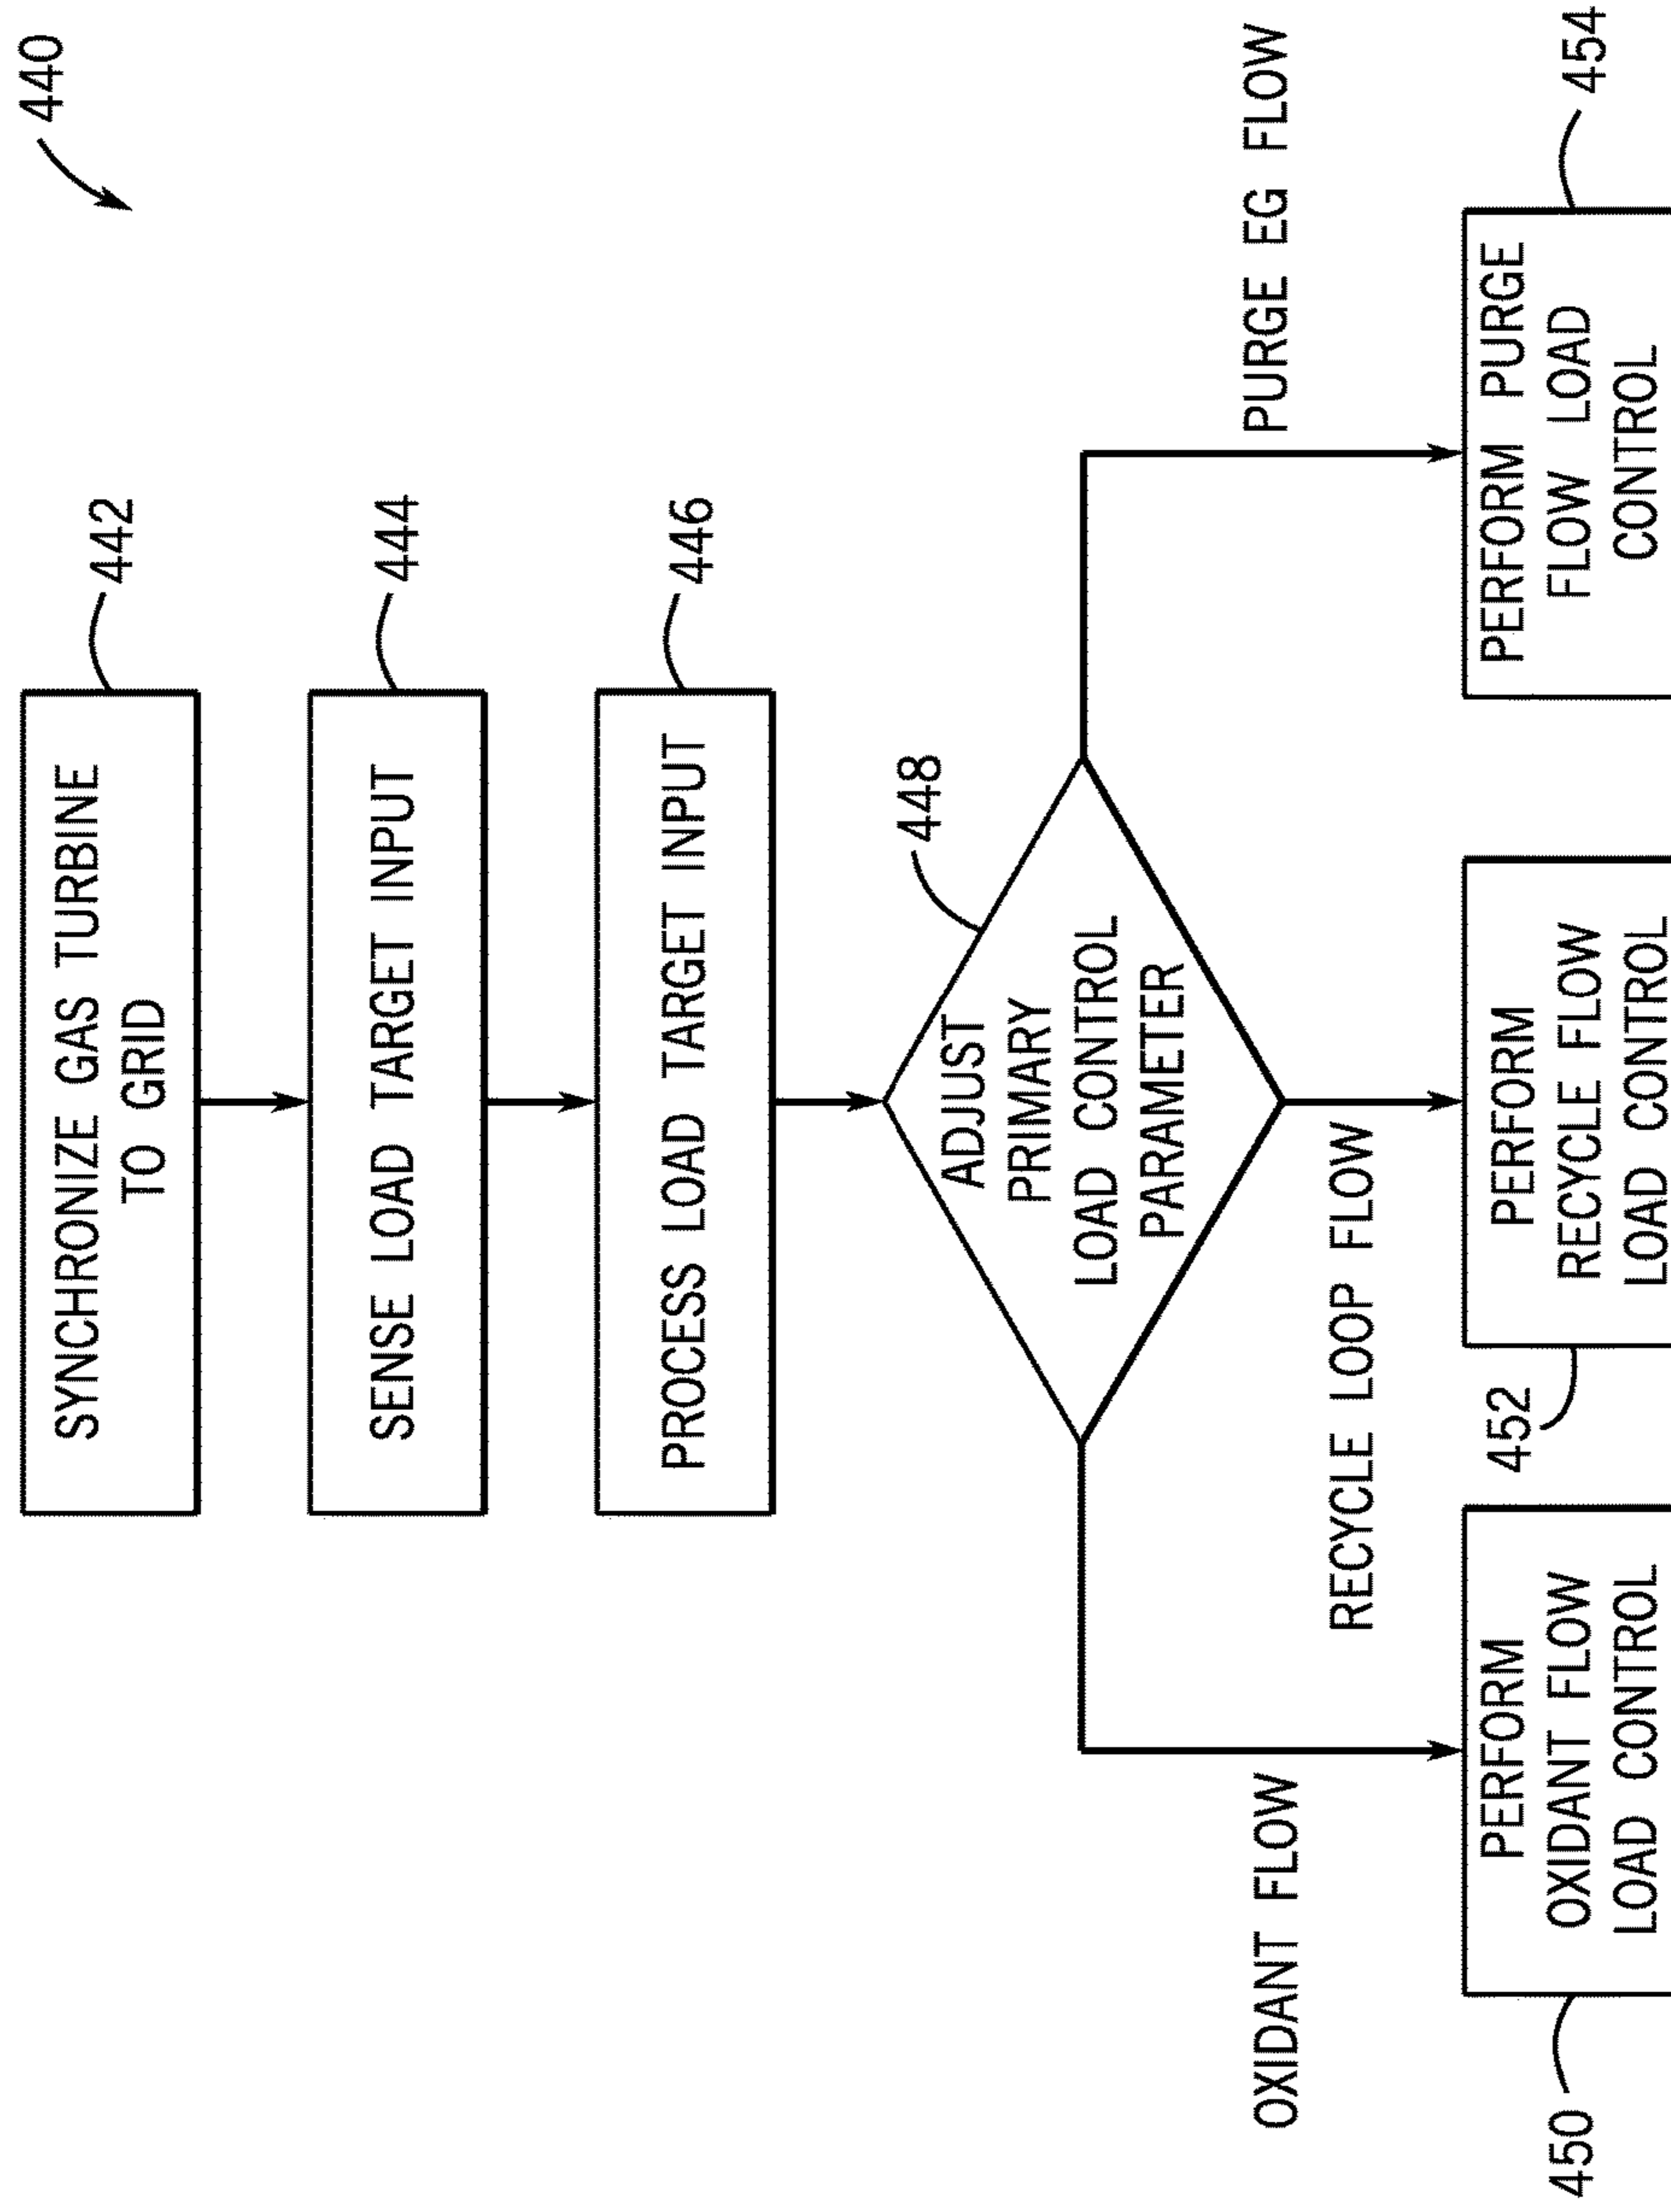 440
SYNCHRONIZE GAS TURBINE
TO GRID
442
SENSE LOAD TARGET INPUT
444
PROCESS LOAD TARGET INPUT
446
448
ADJUST
PRIMARY
LOAD CONTROL
PARAMETER
OXIDANT FLOW
RECYCLE LOOP FLOW
PURGE EG FLOW
450
PERFORM
OXIDANT FLOW
LOAD CONTROL
452
PERFORM
RECYCLE FLOW
LOAD CONTROL
PERFORM PURGE
FLOW LOAD
CONTROL
454